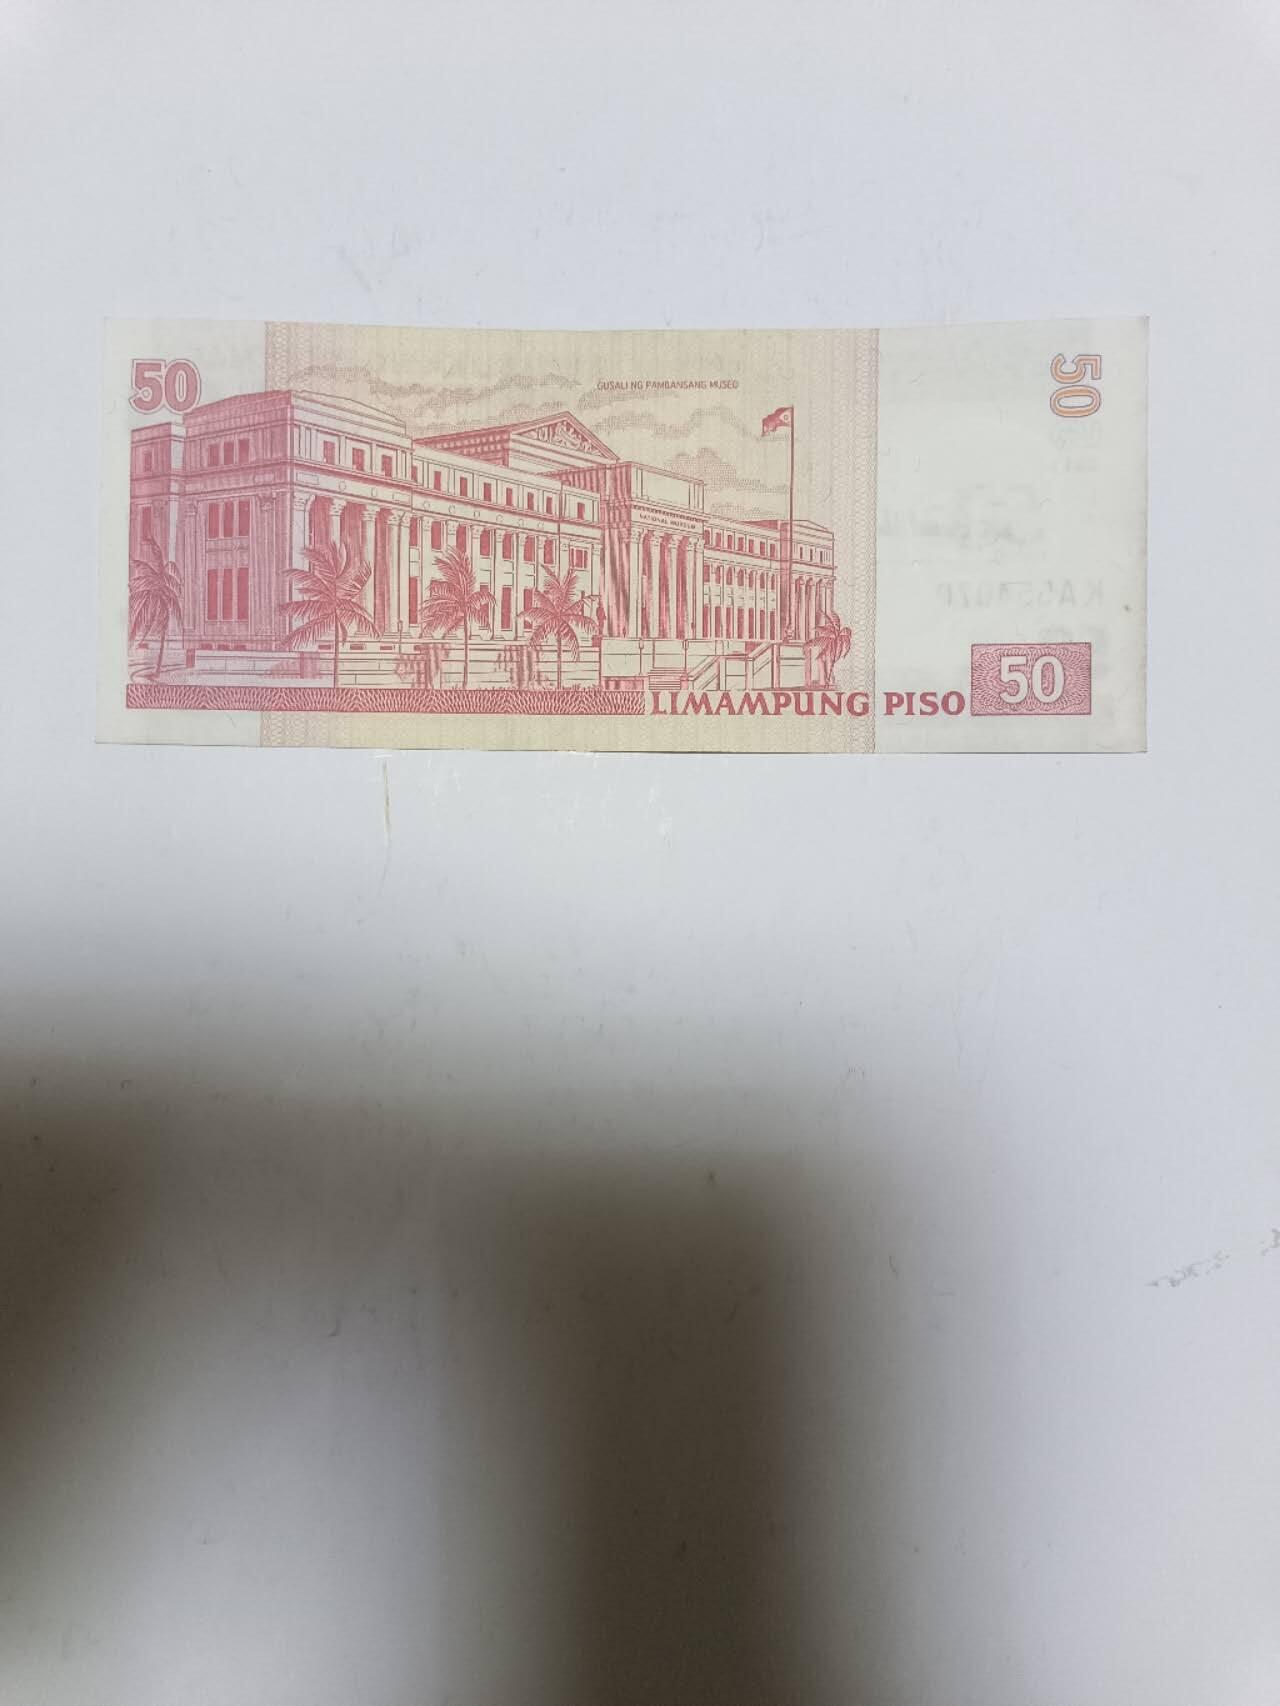 50
50
GUSALI NG PAMBANSANG MUSEO
NATIONAL MUSEUM
LIMAMPUNG PISO 50